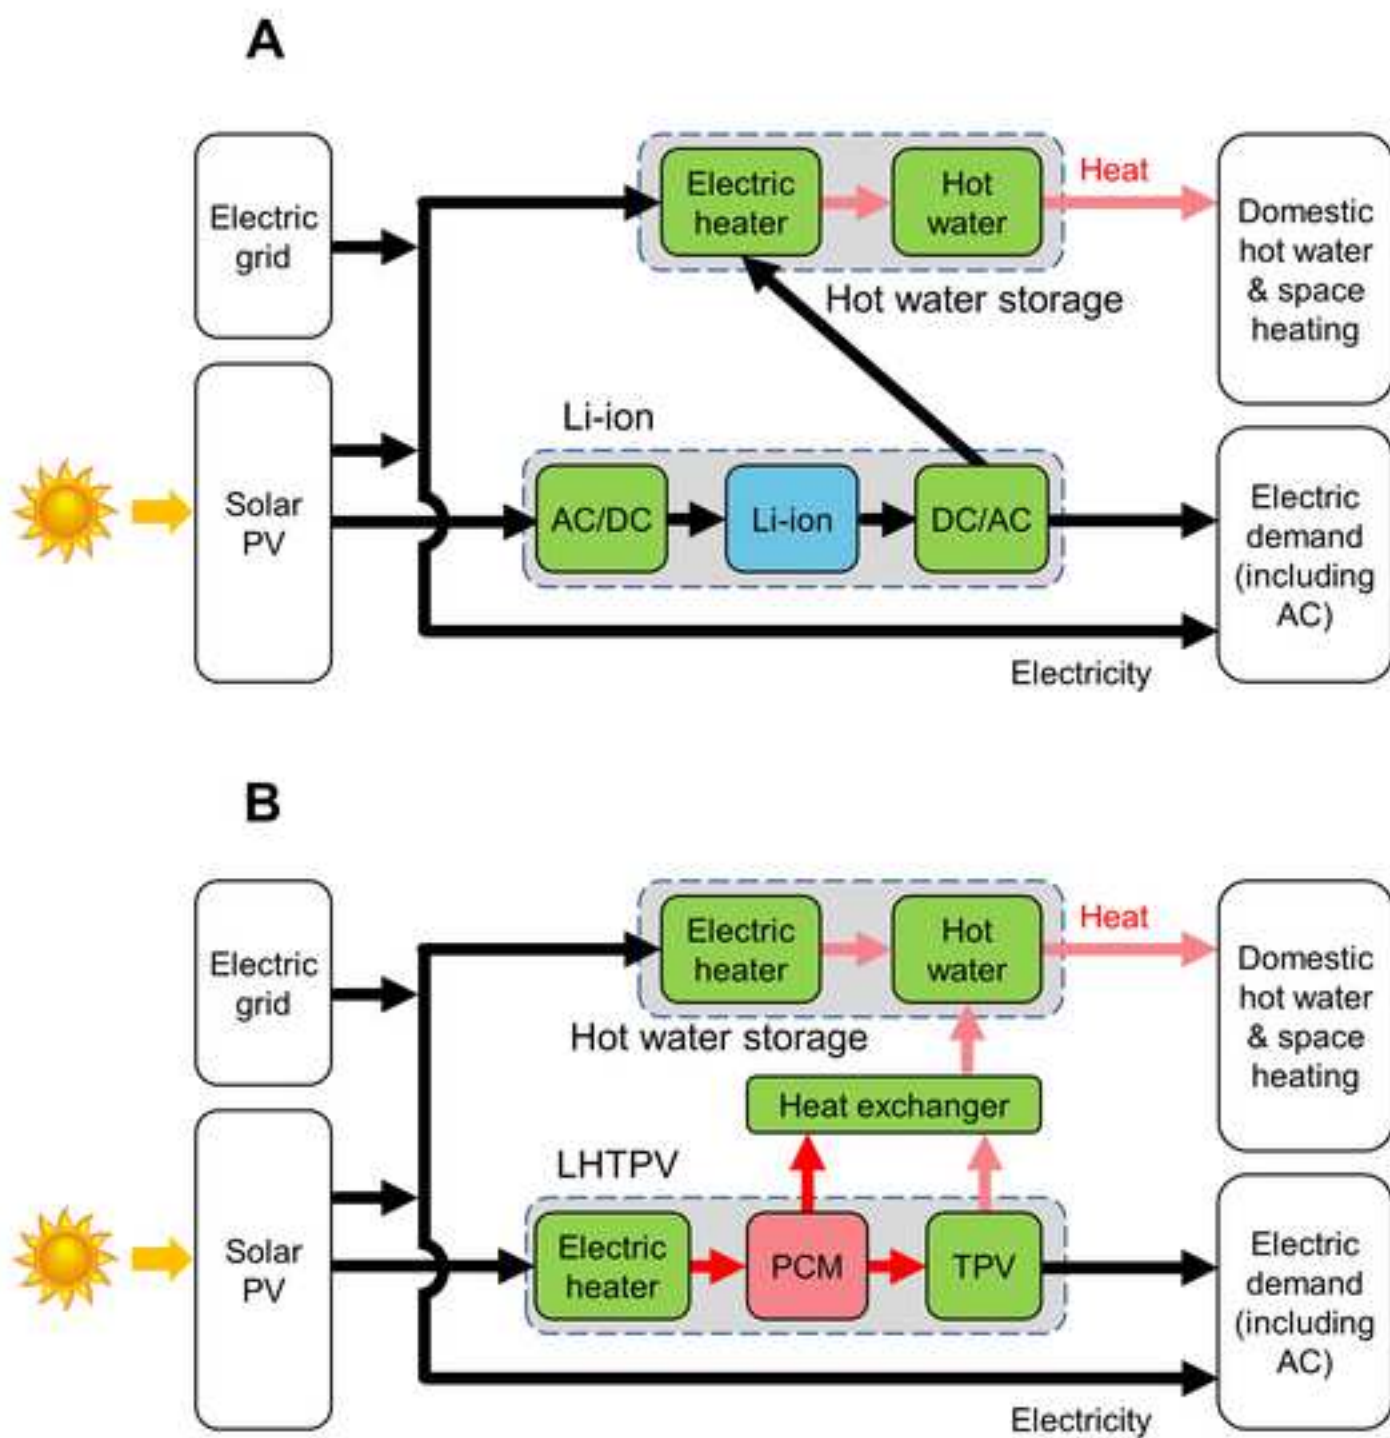 A
Electric
grid
Electric
heater
Hot
water
Heat
Domestic
hot water
& space
heating
Hot water storage
Solar
PV
Li-ion
AC/DC
Li-ion
DC/AC
Electric
demand
(including
AC)
Electricity
B
Electric
grid
Electric
heater
Hot
water
Heat
Domestic
hot water
& space
heating
Hot water storage
Heat exchanger
Solar
PV
LHTPV
Electric
heater
PCM
TPV
Electric
demand
(including
AC)
Electricity